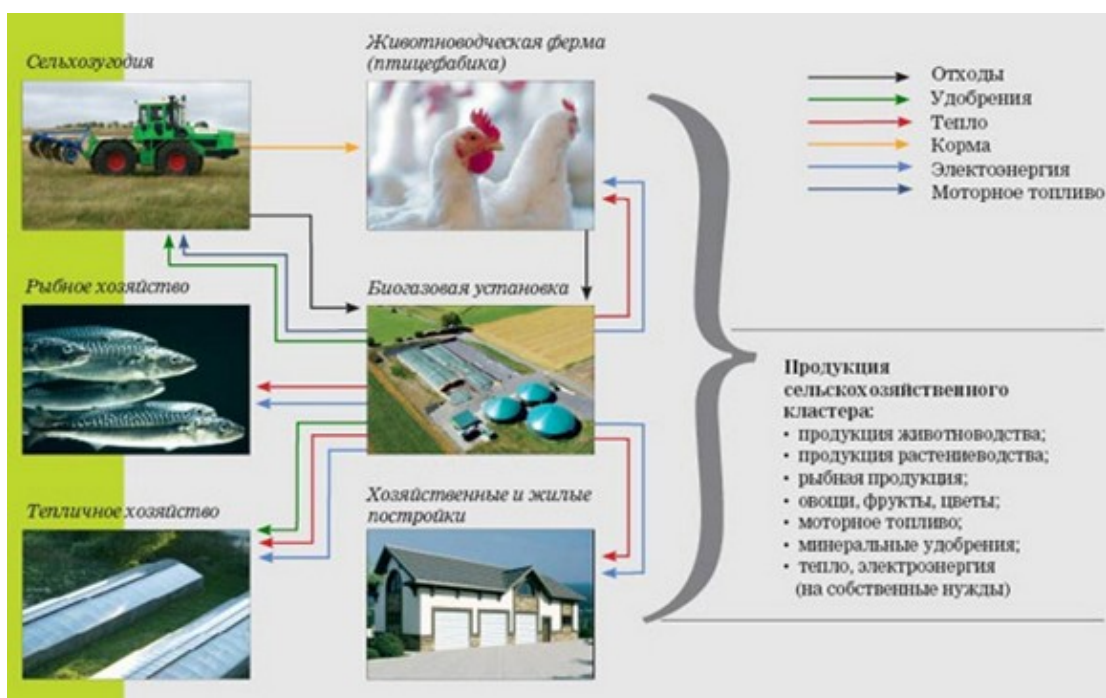 Сельхозугодия
Животноводческая ферма
(птицефабика)
Отходы
Удобрения
Тепло
Корма
Электоэнергия
Моторное топливо
Рыбное хозяйство
Биогазовая установка
Тепличное хозяйство
Хозяйственные и жилые
постройки
Продукция
сельскохозяйственного
кластера:
• продукция животноводства;
• продукция растениеводства;
• рыбная продукция;
• овощи, фрукты, цветы;
• моторное топливо;
• минеральные удобрения;
• тепло, электроэнергия
(на собственные нужды)